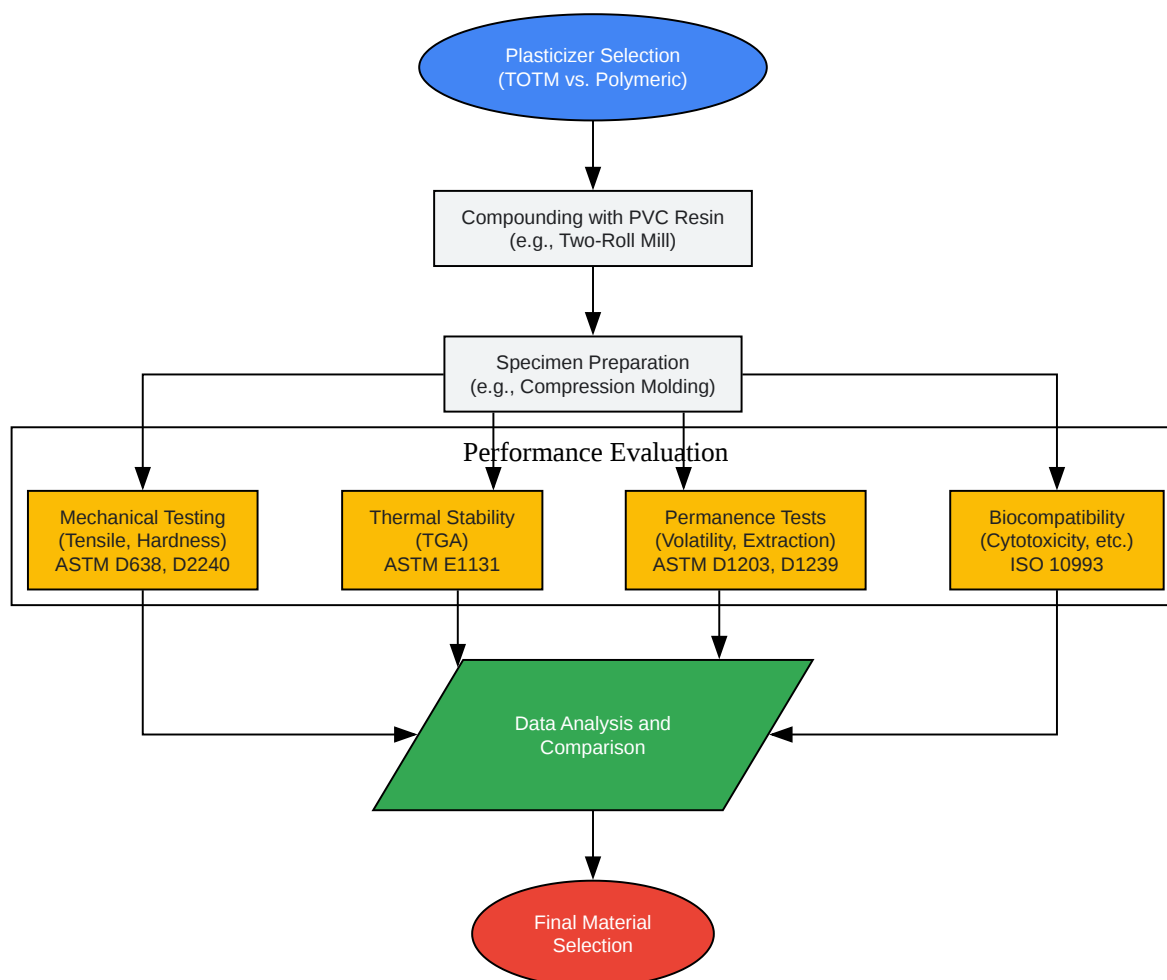 Plasticizer Selection
(TOTM vs. Polymeric)
Compounding with PVC Resin
(e.g., Two-Roll Mill)
Specimen Preparation
(e.g., Compression Molding)
Performance Evaluation
Mechanical Testing
(Tensile, Hardness)
ASTM D638, D2240
Thermal Stability
(TGA)
ASTM E1131
Permanence Tests
(Volatility, Extraction)
ASTM D1203, D1239
Biocompatibility
(Cytotoxicity, etc.)
ISO 10993
Data Analysis and
Comparison
Final Material
Selection